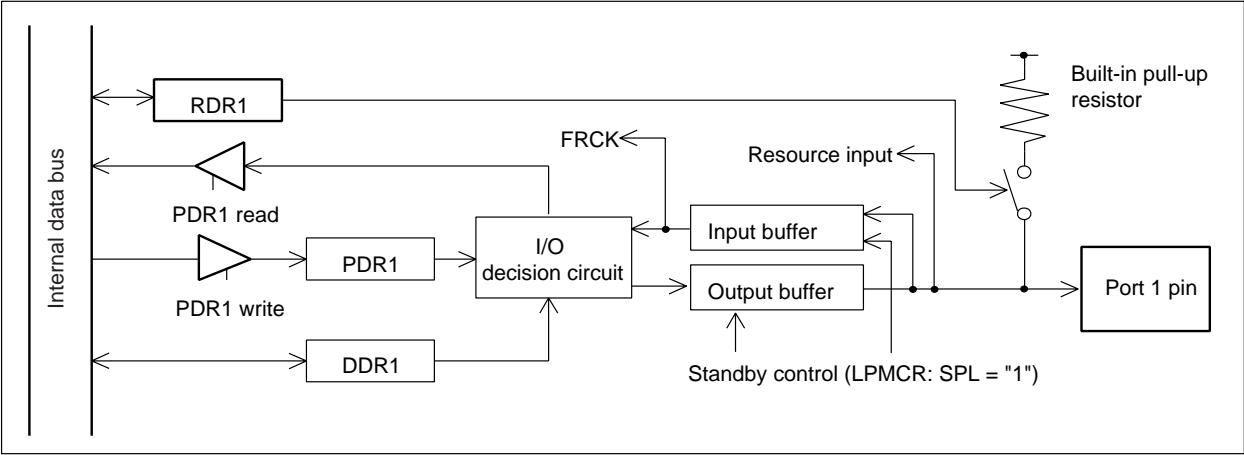 Internal data bus
RDR1
Built-in pull-up
resistor
FRCK
Resource input
PDR1 read
I/O
decision circuit
Input buffer
PDR1
Output buffer
Port 1 pin
PDR1 write
DDR1
Standby control (LPMCR: SPL = "1")